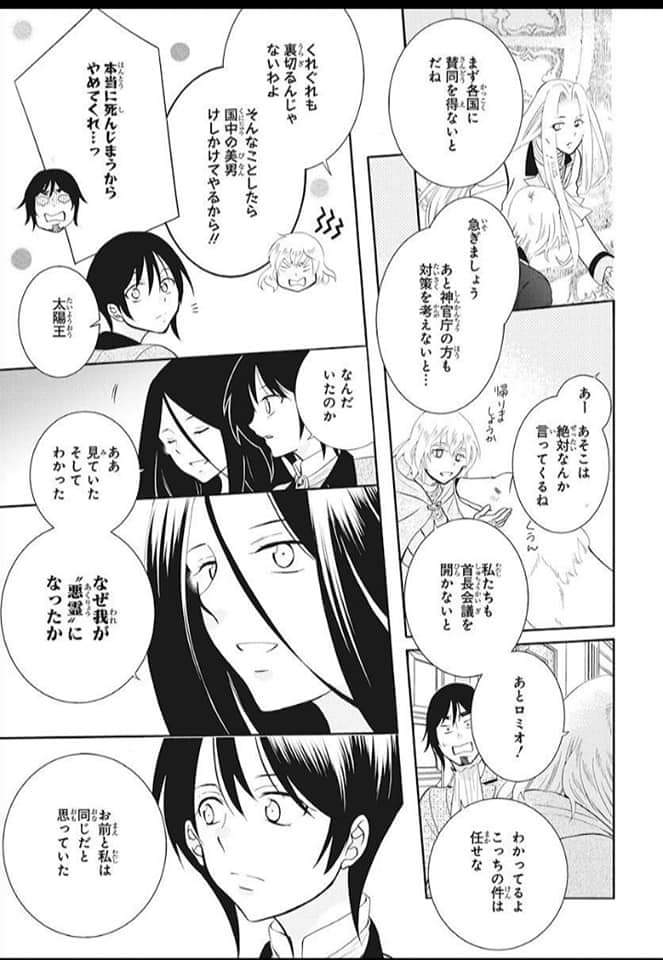 まず各国に
賛同を得ないと
だね
急ぎましょう
あと神官庁の方も
対策を考えないと…
あー あそこは
絶対なんか
言ってくるね
帰りま
しょうか
くぅん
私たちも
首長会議を
開かないと
あとロミオ!
わかってるよ
こっちの件は
任せな
くれぐれも
裏切るんじゃ
ないわよ
そんなことしたら
国中の美男
けしかけてやるから!!
本当に死んじまうから
やめてくれ…っ
太陽王
なんだ
いたのか
ああ
見ていた
そして
わかった
なぜ我が
“悪霊”に
なったか
お前と私は
同じだと
思っていた